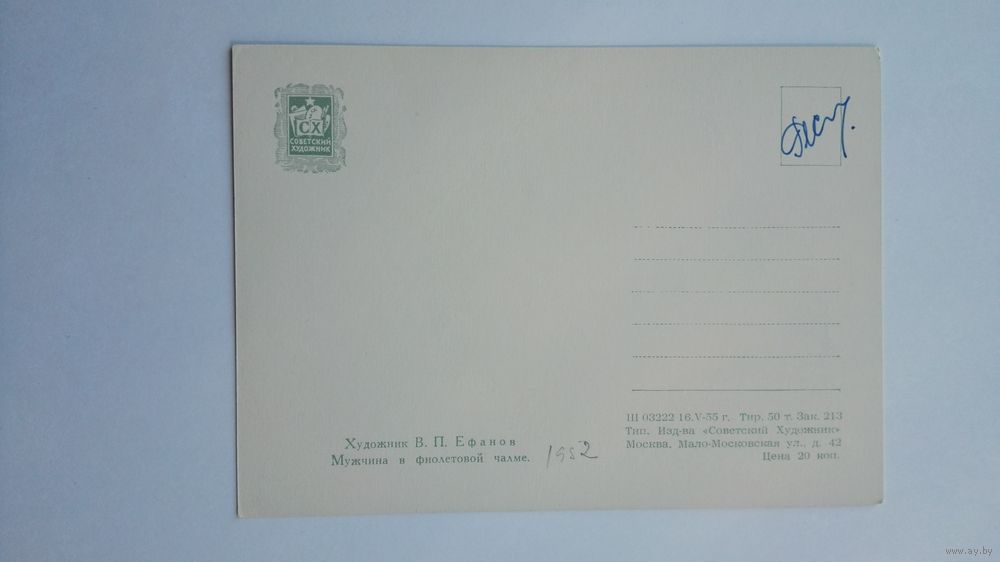 СХ
СОВЕТСКИЙ
ХУДОЖНИК
Художник В. П. Ефанов
Мужчина в фиолетовой чалме. 1952
Ш 03222 16.V-55 г. Тир. 50 т. Зак. 213
Тип. Изд-ва «Советский Художник»
Москва, Мало-Московская ул., д. 42
Цена 20 коп.
www.ay.by